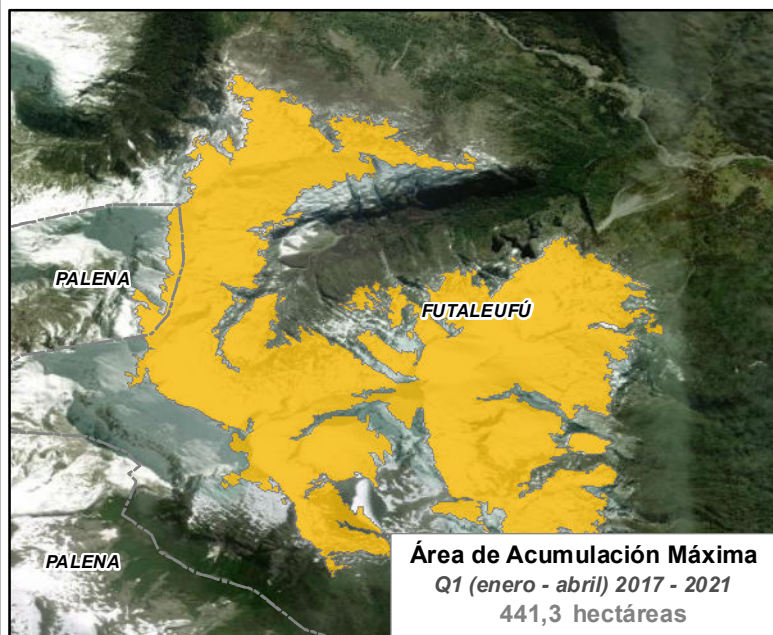 PALENA
FUTALEUFÚ
PALENA
Área de Acumulación Máxima
Q1 (enero - abril) 2017 - 2021
441,3 hectáreas